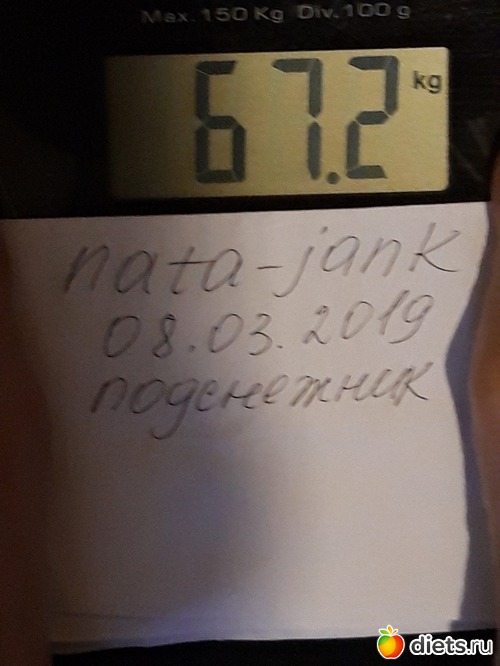 Max. 150 Kg Div. 100 g
67.2 kg
nata-jank
08.03.2019
подснежник
diets.ru